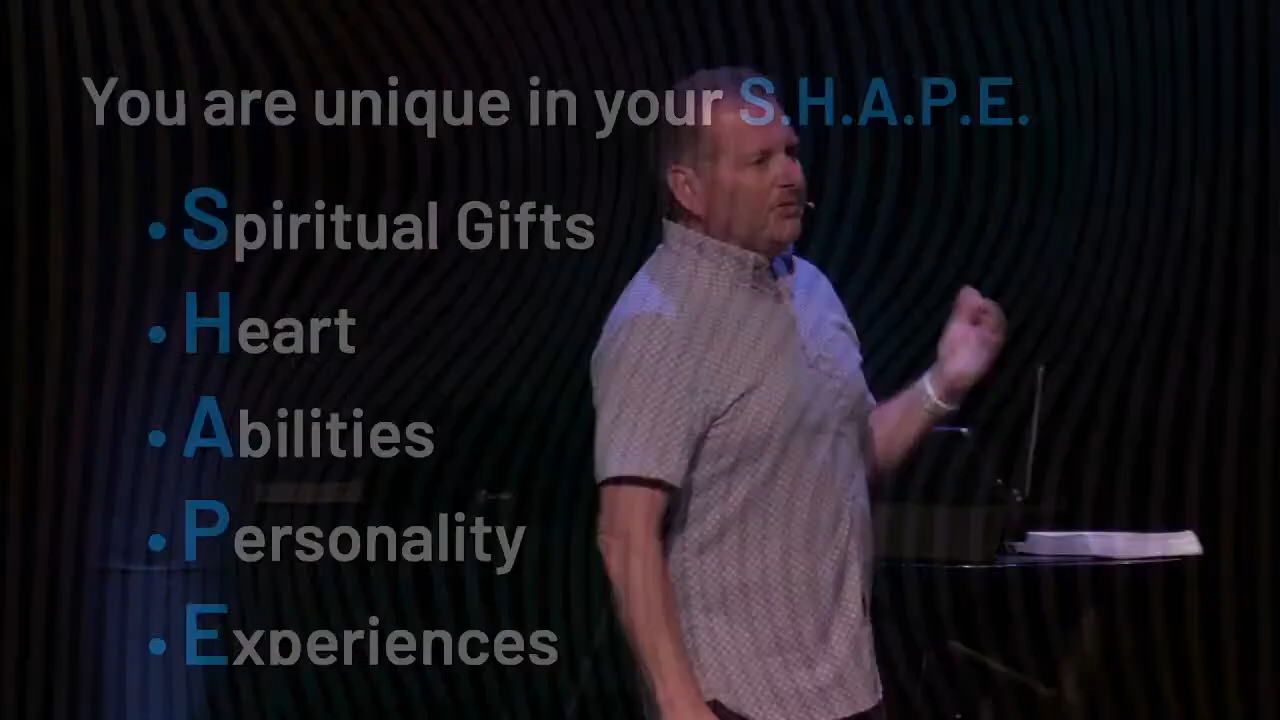 You are unique in your S.H.A.P.E.
• Spiritual Gifts
• Heart
• Abilities
• Personality
• Experiences